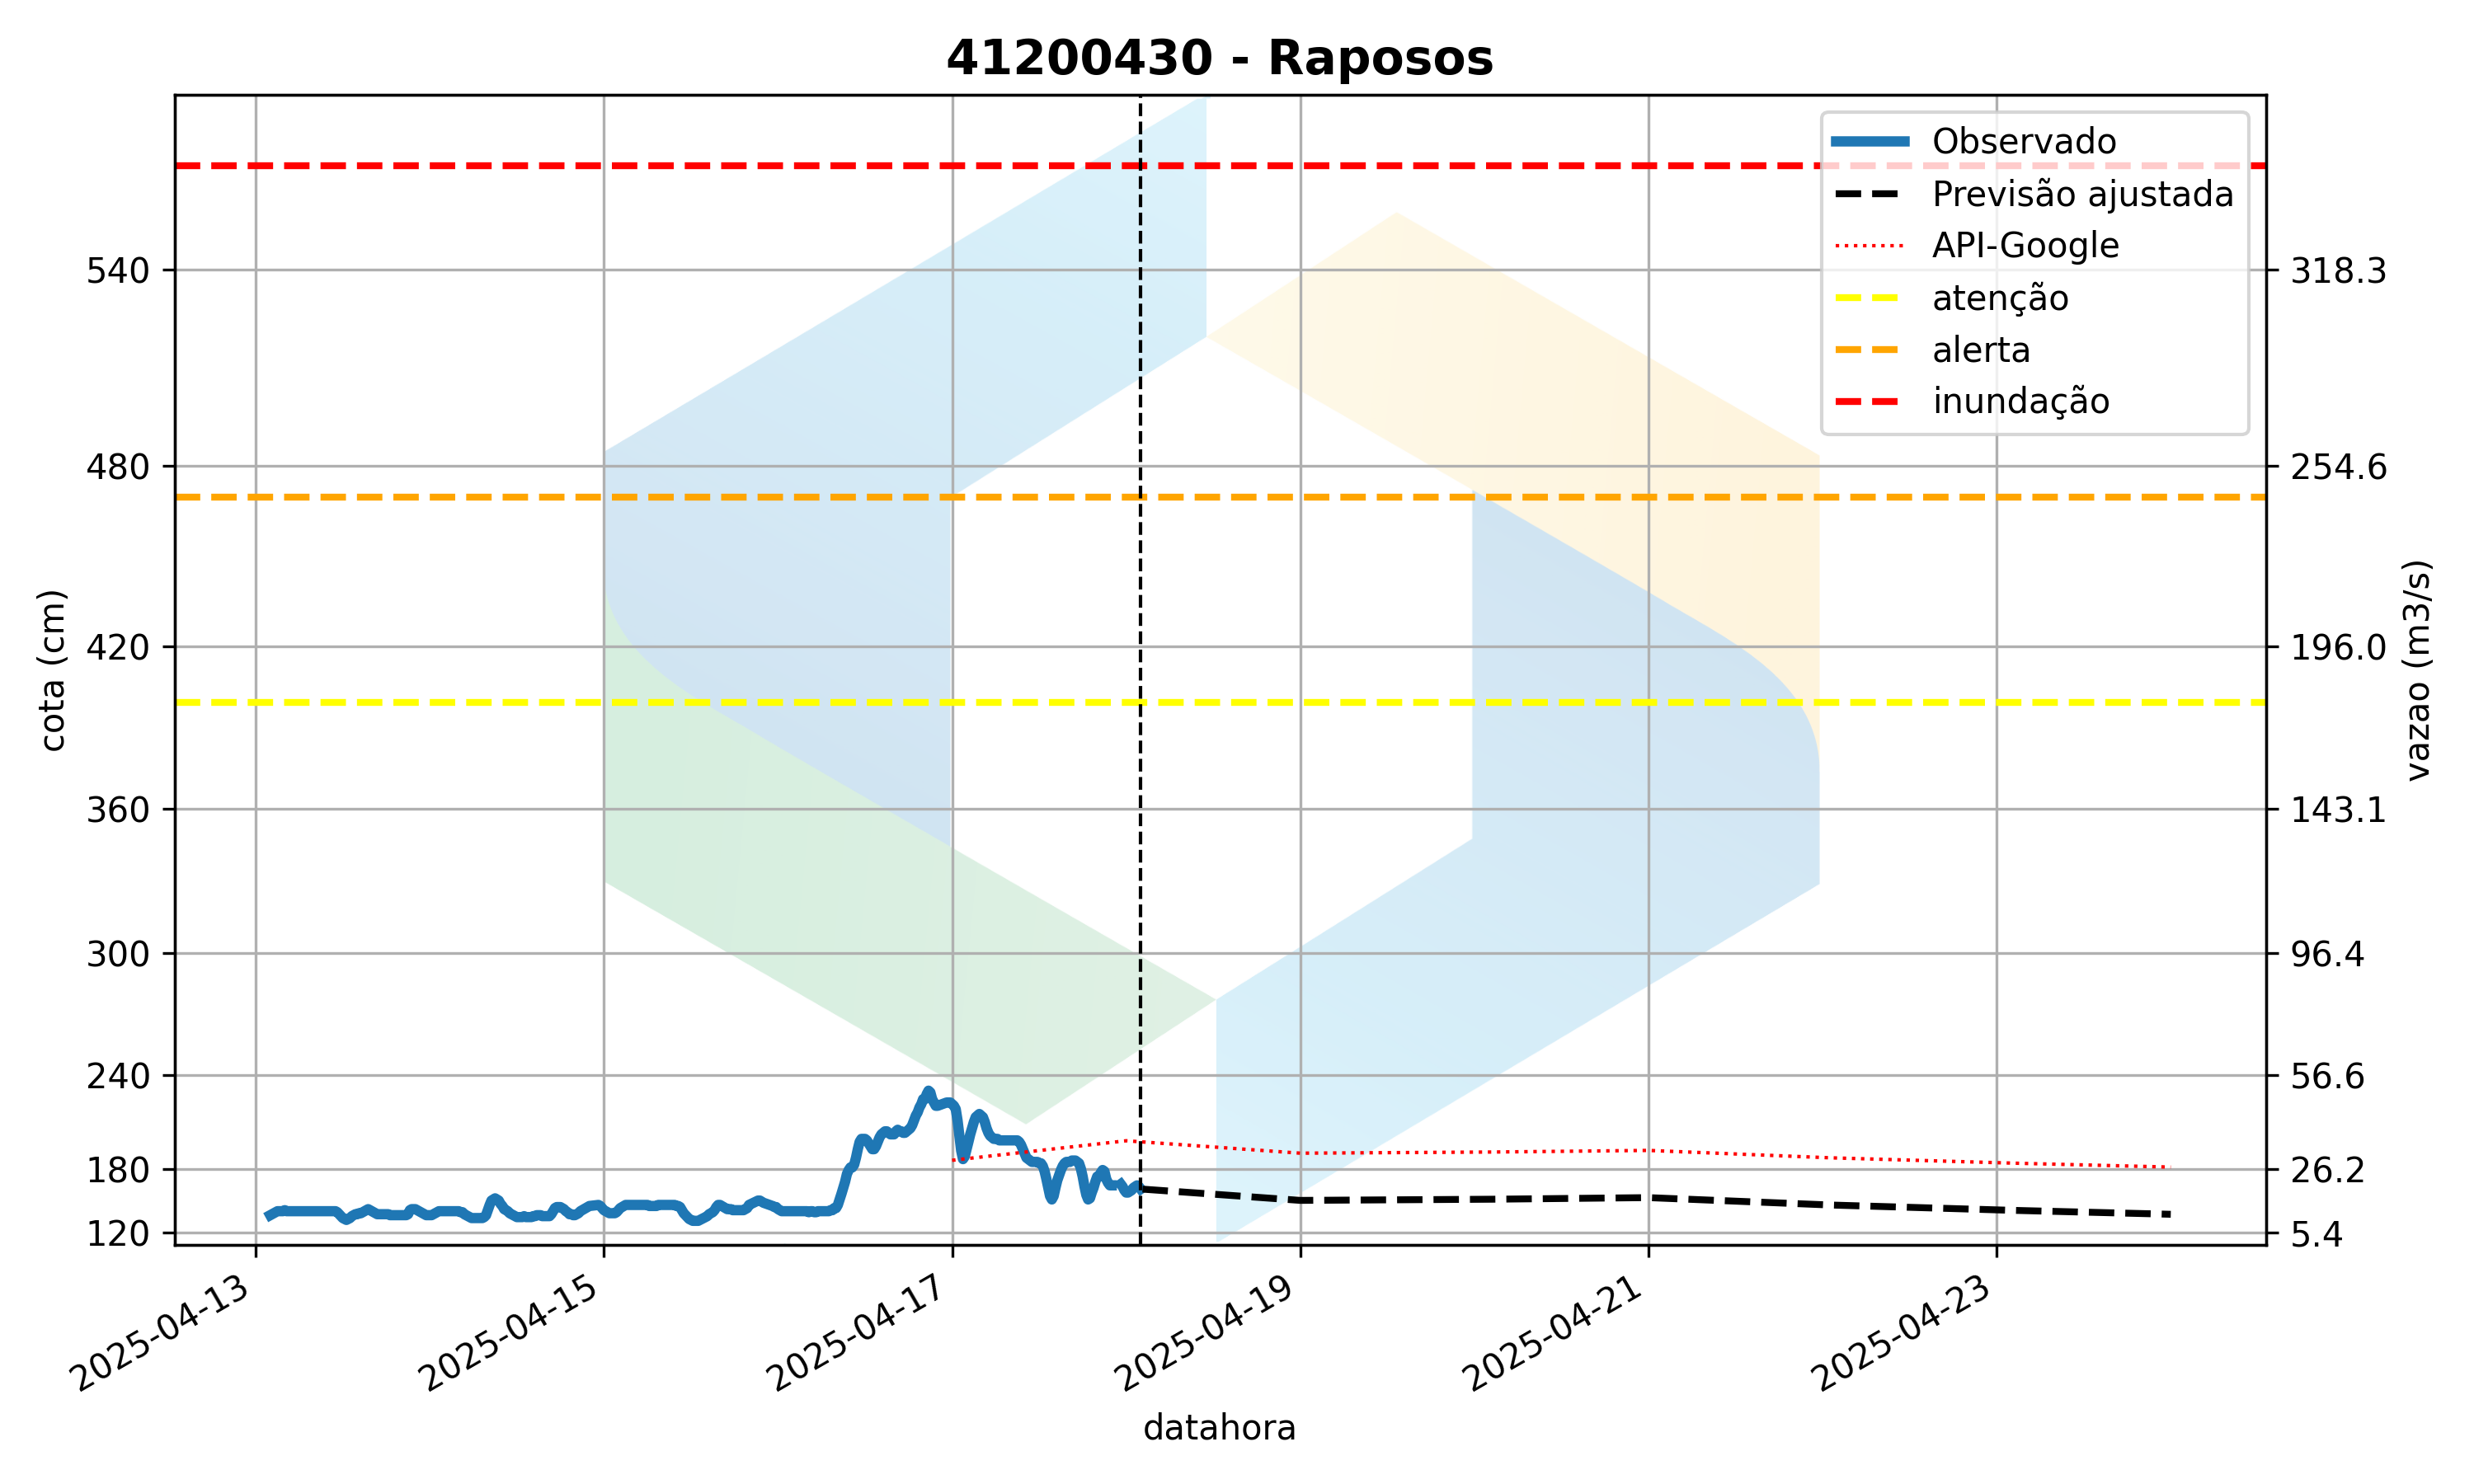 41200430 - Raposos
Observado
Previsão ajustada
API-Google
atenção
alerta
inundação
cota (cm)
540
480
420
360
300
240
180
120
318.3
254.6
196.0
143.1
96.4
56.6
26.2
5.4
vazao (m3/s)
2025-04-13
2025-04-15
2025-04-17
2025-04-19
2025-04-21
2025-04-23
datahora